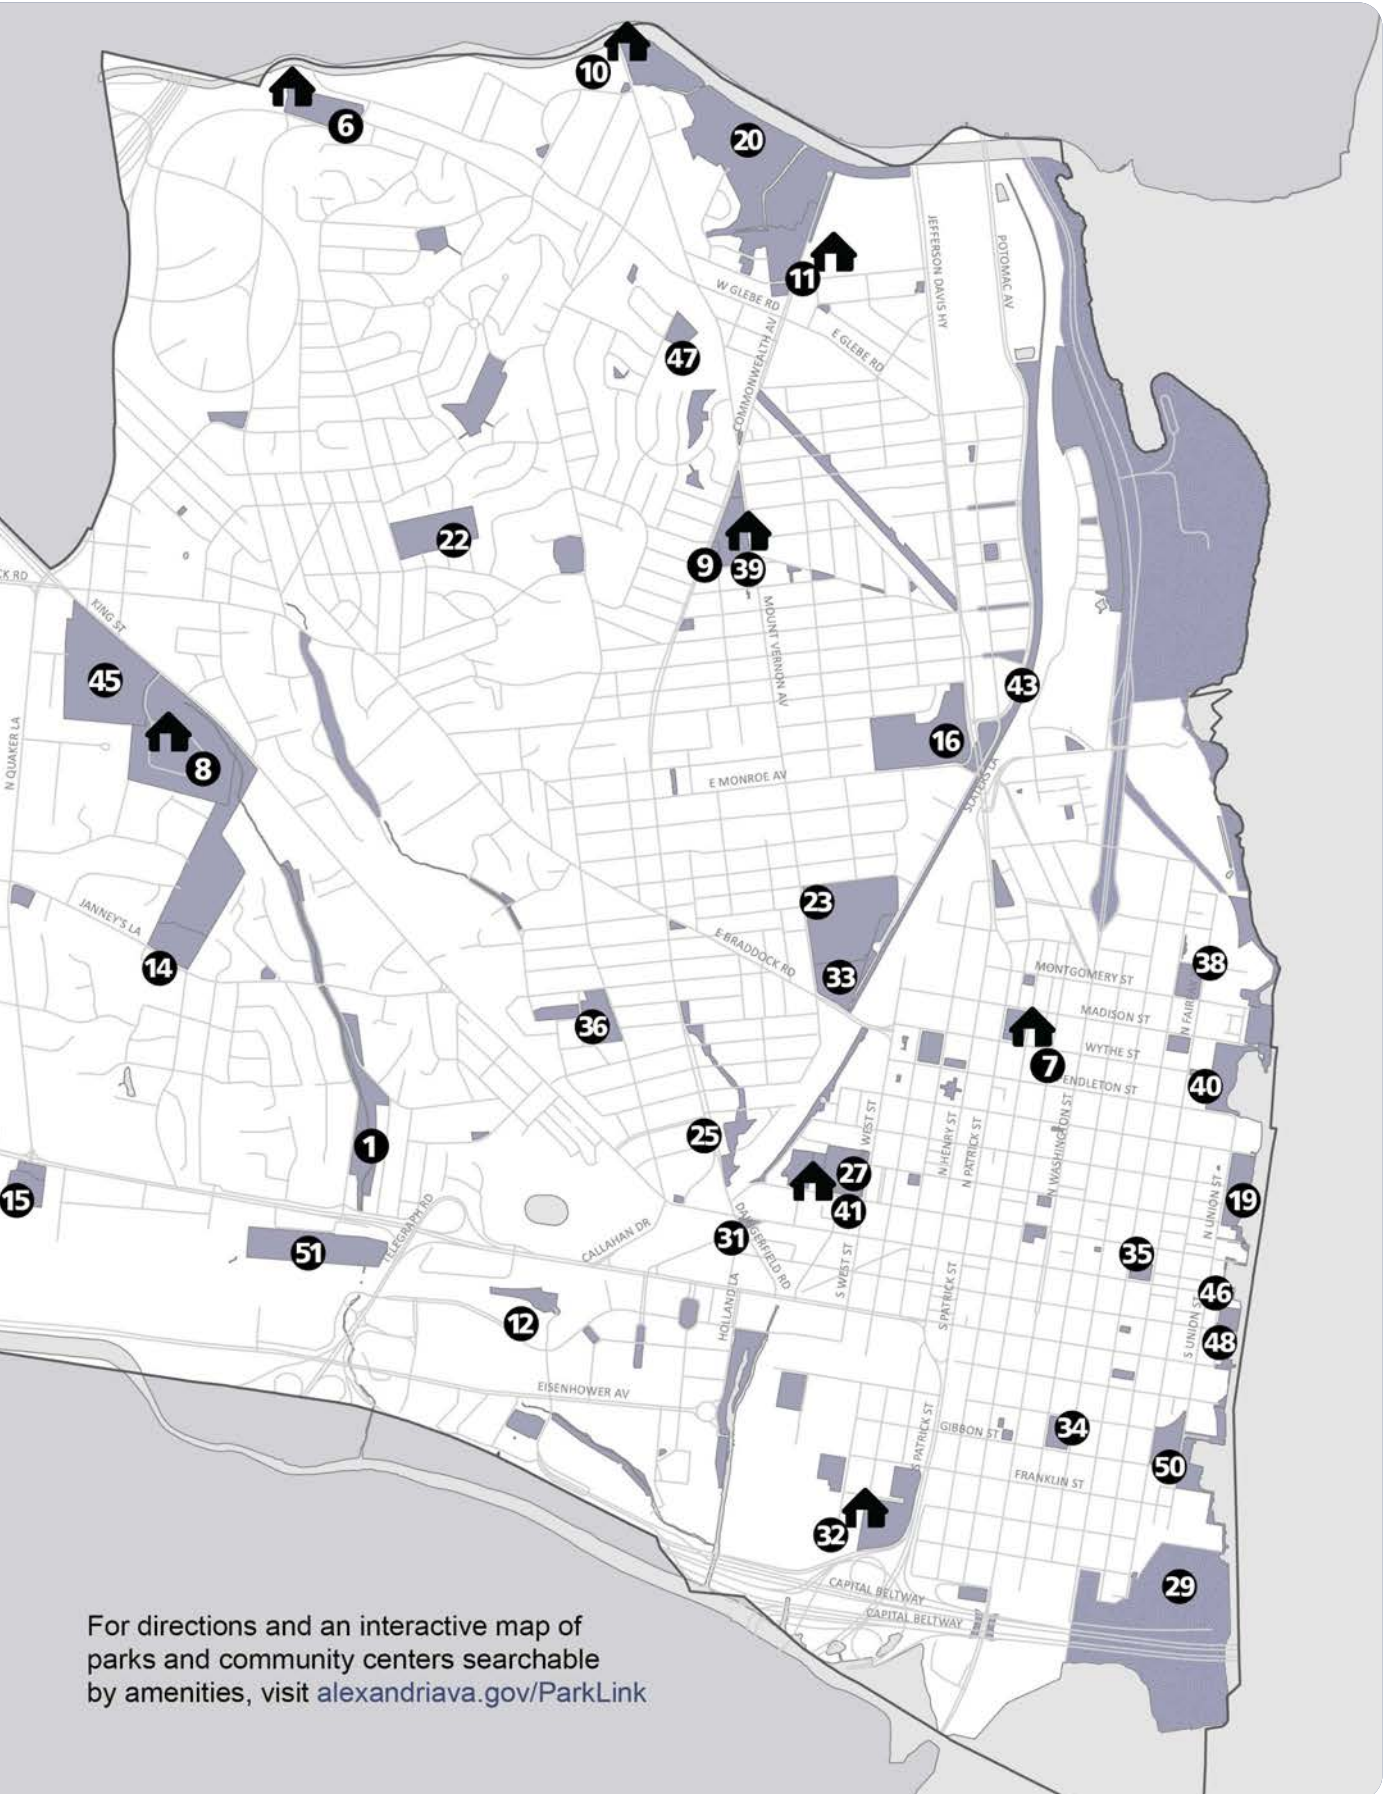 10
6
20
JEFFERSON DAVIS HY
POTOMAC AV
11
W GLEBE RD
COMMONWEALTH AV
E GLEBE RD
47
22
9
39
CK RD
KING ST
MOUNT VERNON AV
45
43
16
N QUAKER LA
8
E MONROE AV
SLATERS LA
23
JANNEY'S LA
E BRADDOCK RD
14
33
38
MONTGOMERY ST
N FAIRFAX
MADISON ST
36
WYTHE ST
7
ENDLETON ST
40
25
1
WEST ST
N HENRY ST
N PATRICK ST
N WASHINGTON ST
27
15
41
N UNION ST
19
TELEGRAPH RD
CALLAHAN DR
31
DAINGERFIELD RD
51
35
S WEST ST
S PATRICK ST
46
HOLLAND LA
12
S UNION ST
48
EISENHOWER AV
S PATRICK ST
GIBBON ST
34
50
FRANKLIN ST
32
29
CAPITAL BELTWAY
CAPITAL BELTWAY
For directions and an interactive map of
parks and community centers searchable
by amenities, visit alexandriava.gov/ParkLink